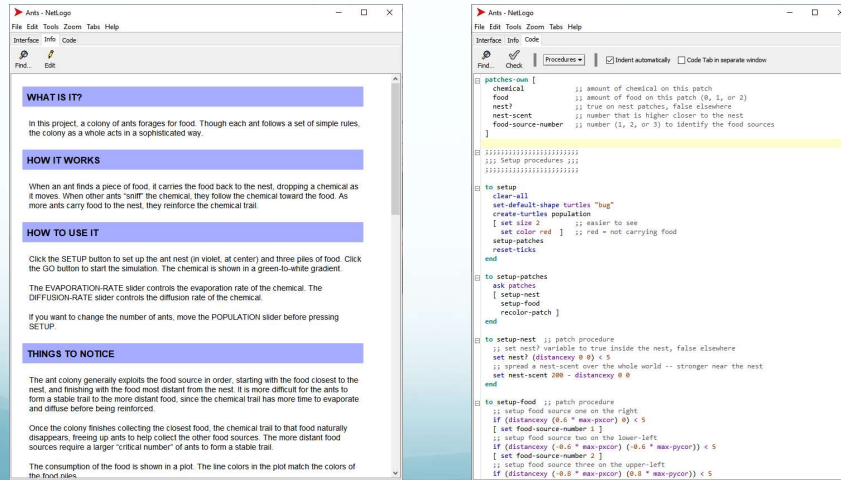 Ants - NetLogo
File Edit Tools Zoom Tabs Help
Interface Info Code
Find... Edit
WHAT IS IT?
In this project, a colony of ants forages for food. Though each ant follows a set of simple rules,
the colony as a whole acts in a sophisticated way.
HOW IT WORKS
When an ant finds a piece of food, it carries the food back to the nest, dropping a chemical as
it moves. When other ants “sniff” the chemical, they follow the chemical toward the food. As
more ants carry food to the nest, they reinforce the chemical trail.
HOW TO USE IT
Click the SETUP button to set up the ant nest (in violet, at center) and three piles of food. Click
the GO button to start the simulation. The chemical is shown in a green-to-white gradient.
The EVAPORATION-RATE slider controls the evaporation rate of the chemical. The
DIFFUSION-RATE slider controls the diffusion rate of the chemical.
If you want to change the number of ants, move the POPULATION slider before pressing
SETUP.
THINGS TO NOTICE
The ant colony generally exploits the food source in order, starting with the food closest to the
nest, and finishing with the food most distant from the nest. It is more difficult for the ants to
form a stable trail to the more distant food, since the chemical trail has more time to evaporate
and diffuse before being reinforced.
Once the colony finishes collecting the closest food, the chemical trail to that food naturally
disappears, freeing up ants to help collect the other food sources. The more distant food
sources require a larger “critical number” of ants to form a stable trail.
The consumption of the food is shown in a plot. The line colors in the plot match the colors of
the food piles.
Ants - NetLogo
File Edit Tools Zoom Tabs Help
Interface Info Code
Find... Check Procedures Indent automatically Code Tab in separate window
patches-own [
chemical ;; amount of chemical on this patch
food ;; amount of food on this patch (0, 1, or 2)
nest? ;; true on nest patches, false elsewhere
nest-scent ;; number that is higher closer to the nest
food-source-number ;; number (1, 2, or 3) to identify the food sources
]
;;;;;;;;;;;;;;;;;;;;;;;;
;;; Setup procedures ;;;
;;;;;;;;;;;;;;;;;;;;;;;;
to setup
clear-all
set-default-shape turtles "bug"
create-turtles population
[ set size 2 ;; easier to see
set color red ] ;; red = not carrying food
setup-patches
reset-ticks
end
to setup-patches
ask patches
[ setup-nest
setup-food
recolor-patch ]
end
to setup-nest ;; patch procedure
;; set nest? variable to true inside the nest, false elsewhere
set nest? (distancexy 0 0) < 5
;; spread a nest-scent over the whole world -- stronger near the nest
set nest-scent 200 - distancexy 0 0
end
to setup-food ;; patch procedure
;; setup food source one on the right
if (distancexy (0.6 * max-pxcor) 0) < 5
[ set food-source-number 1 ]
;; setup food source two on the lower-left
if (distancexy (-0.6 * max-pxcor) (-0.6 * max-pycor)) < 5
[ set food-source-number 2 ]
;; setup food source three on the upper-left
if (distancexy (-0.8 * max-pxcor) (0.8 * max-pycor)) < 5